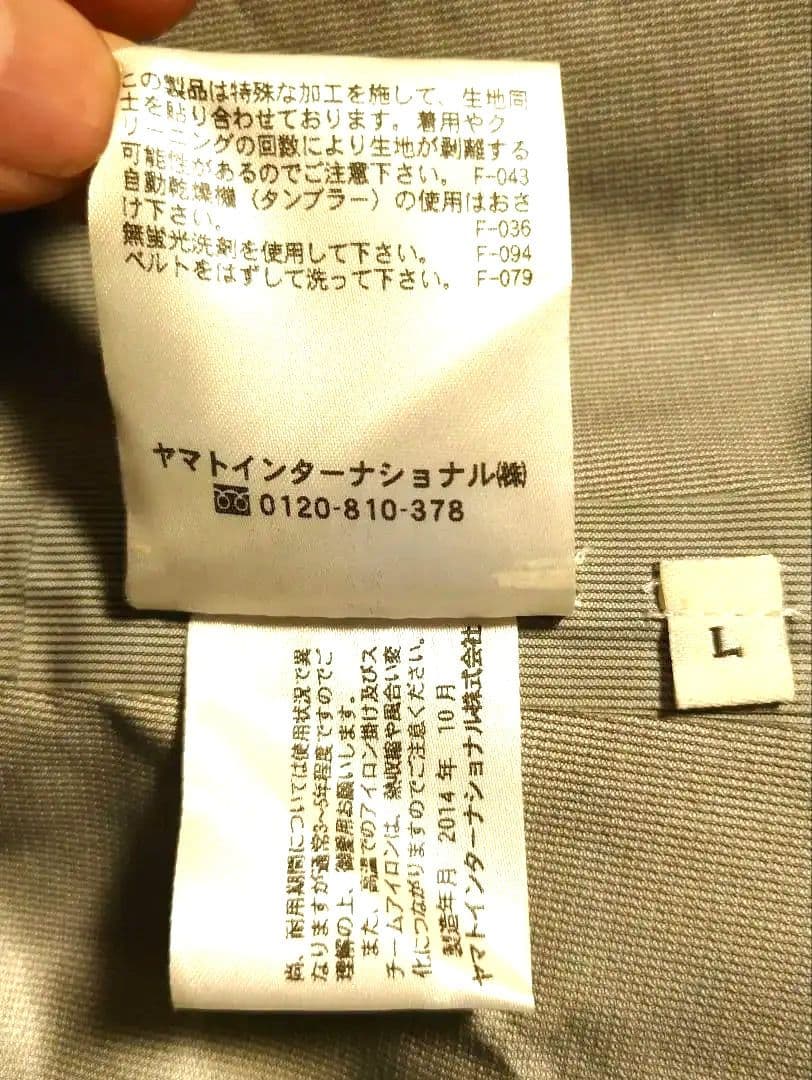 この製品は特殊な加工を施して、生地同
士を貼り合わせております。着用やク
リーニングの回数により生地が剥離する
可能性があるのでご注意下さい。 F-043
自動乾燥機（タンブラー）の使用はおさ
け下さい。 F-036
無蛍光洗剤を使用して下さい。 F-094
ベルトをはずして洗って下さい。 F-079
ヤマトインターナショナル㈱
0120-810-378
L
尚、耐用期間については使用状況で異
なりますが通常3~5年程度ですのでご
理解の上、御愛用お願いします。
また、高温でのアイロン掛け及びス
チームアイロンは、熱収縮や風合い変
化につながりますのでご注意ください。
製造年月 2014年 10月
ヤマトインターナショナル株式会社